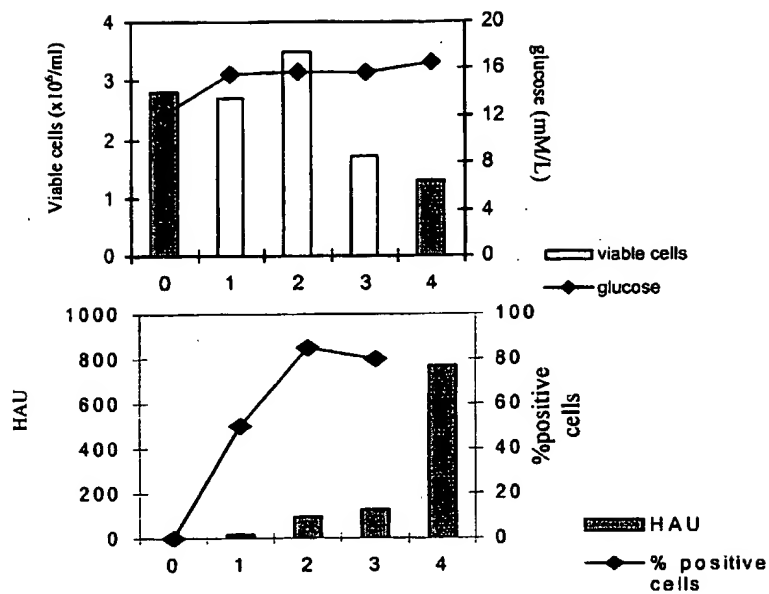 4
3
2
1
0
Viable cells (x10⁶/ml)
20
16
12
8
4
0
glucose (mM/L)
0 1 2 3 4
viable cells
glucose
1000
800
600
400
200
0
HAU
100
80
60
40
20
0
%positive
cells
0 1 2 3 4
HAU
% positive
cells